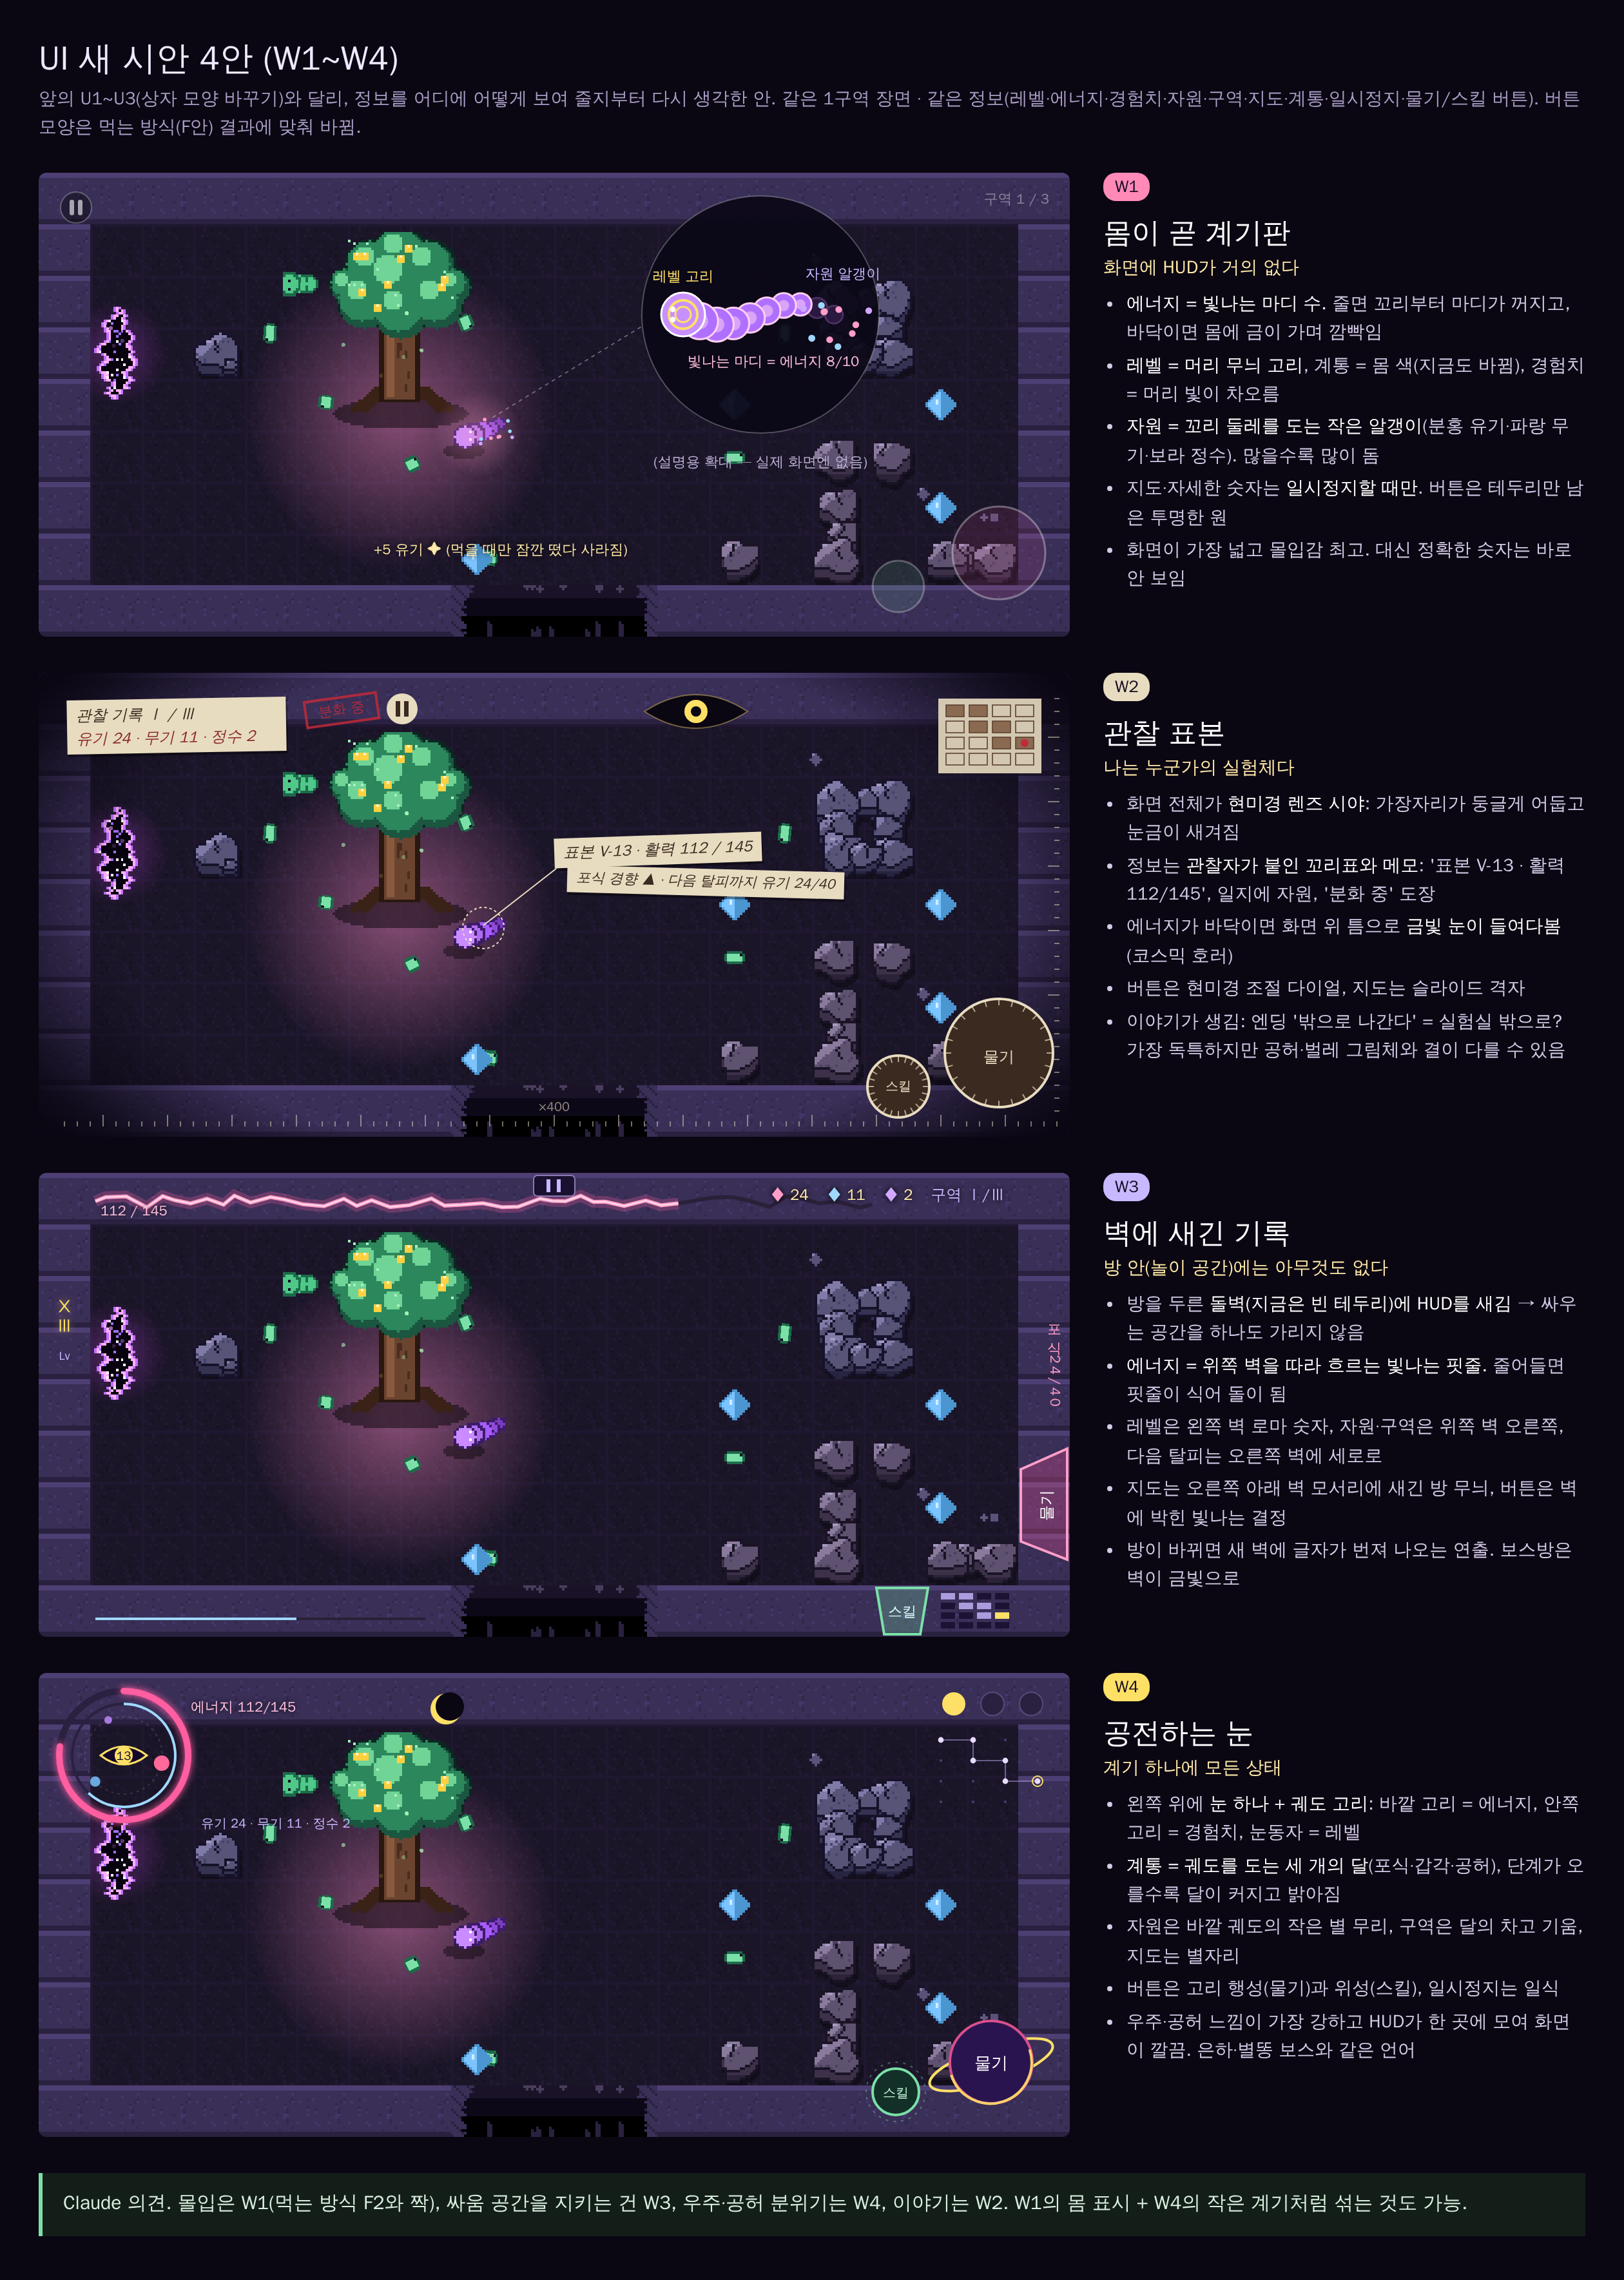 UI 새 시안 4안 (W1~W4)
앞의 U1~U3(상자 모양 바꾸기)와 달리, 정보를 어디에 어떻게 보여 줄지부터 다시 생각한 안. 같은 1구역 장면 · 같은 정보(레벨·에너지·경험치·자원·구역·지도·계통·일시정지·물기/스킬 버튼). 버튼
모양은 먹는 방식(F안) 결과에 맞춰 바뀜.
구역 1 / 3
레벨 고리
자원 알갱이
빛나는 마디 = 에너지 8/10
(설명용 확대 — 실제 화면엔 없음)
+5 유기 ✦ (먹을 때만 잠깐 떴다 사라짐)
W1
몸이 곧 계기판
화면에 HUD가 거의 없다
• 에너지 = 빛나는 마디 수. 줄면 꼬리부터 마디가 꺼지고,
바닥이면 몸에 금이 가며 깜빡임
• 레벨 = 머리 무늬 고리, 계통 = 몸 색(지금도 바뀜), 경험치
= 머리 빛이 차오름
• 자원 = 꼬리 둘레를 도는 작은 알갱이(분홍 유기·파랑 무
기·보라 정수). 많을수록 많이 돔
• 지도·자세한 숫자는 일시정지할 때만. 버튼은 테두리만 남
은 투명한 원
• 화면이 가장 넓고 몰입감 최고. 대신 정확한 숫자는 바로
안 보임
관찰 기록 Ⅰ / Ⅲ
유기 24 · 무기 11 · 정수 2
분화 중
표본 V-13 · 활력 112 / 145
포식 경향 ▲ · 다음 탈피까지 유기 24/40
물기
스킬
×400
W2
관찰 표본
나는 누군가의 실험체다
• 화면 전체가 현미경 렌즈 시야: 가장자리가 둥글게 어둡고
눈금이 새겨짐
• 정보는 관찰자가 붙인 꼬리표와 메모: '표본 V-13 · 활력
112/145', 일지에 자원, '분화 중' 도장
• 에너지가 바닥이면 화면 위 틈으로 금빛 눈이 들여다봄
(코스믹 호러)
• 버튼은 현미경 조절 다이얼, 지도는 슬라이드 격자
• 이야기가 생김: 엔딩 '밖으로 나간다' = 실험실 밖으로?
가장 독특하지만 공허·벌레 그림체와 결이 다를 수 있음
112 / 145
24 11 2 구역 Ⅰ/Ⅲ
Ⅹ
Ⅲ
Lv
포식 24/40
물기
스킬
W3
벽에 새긴 기록
방 안(놀이 공간)에는 아무것도 없다
• 방을 두른 돌벽(지금은 빈 테두리)에 HUD를 새김 → 싸우
는 공간을 하나도 가리지 않음
• 에너지 = 위쪽 벽을 따라 흐르는 빛나는 핏줄. 줄어들면
핏줄이 식어 돌이 됨
• 레벨은 왼쪽 벽 로마 숫자, 자원·구역은 위쪽 벽 오른쪽,
다음 탈피는 오른쪽 벽에 세로로
• 지도는 오른쪽 아래 벽 모서리에 새긴 방 무늬, 버튼은 벽
에 박힌 빛나는 결정
• 방이 바뀌면 새 벽에 글자가 번져 나오는 연출. 보스방은
벽이 금빛으로
에너지 112/145
13
유기 24 · 무기 11 · 정수 2
물기
스킬
W4
공전하는 눈
계기 하나에 모든 상태
• 왼쪽 위에 눈 하나 + 궤도 고리: 바깥 고리 = 에너지, 안쪽
고리 = 경험치, 눈동자 = 레벨
• 계통 = 궤도를 도는 세 개의 달(포식·갑각·공허), 단계가 오
를수록 달이 커지고 밝아짐
• 자원은 바깥 궤도의 작은 별 무리, 구역은 달의 차고 기움,
지도는 별자리
• 버튼은 고리 행성(물기)과 위성(스킬), 일시정지는 일식
• 우주·공허 느낌이 가장 강하고 HUD가 한 곳에 모여 화면
이 깔끔. 은하·별똥 보스와 같은 언어
Claude 의견. 몰입은 W1(먹는 방식 F2와 짝), 싸움 공간을 지키는 건 W3, 우주·공허 분위기는 W4, 이야기는 W2. W1의 몸 표시 + W4의 작은 계기처럼 섞는 것도 가능.